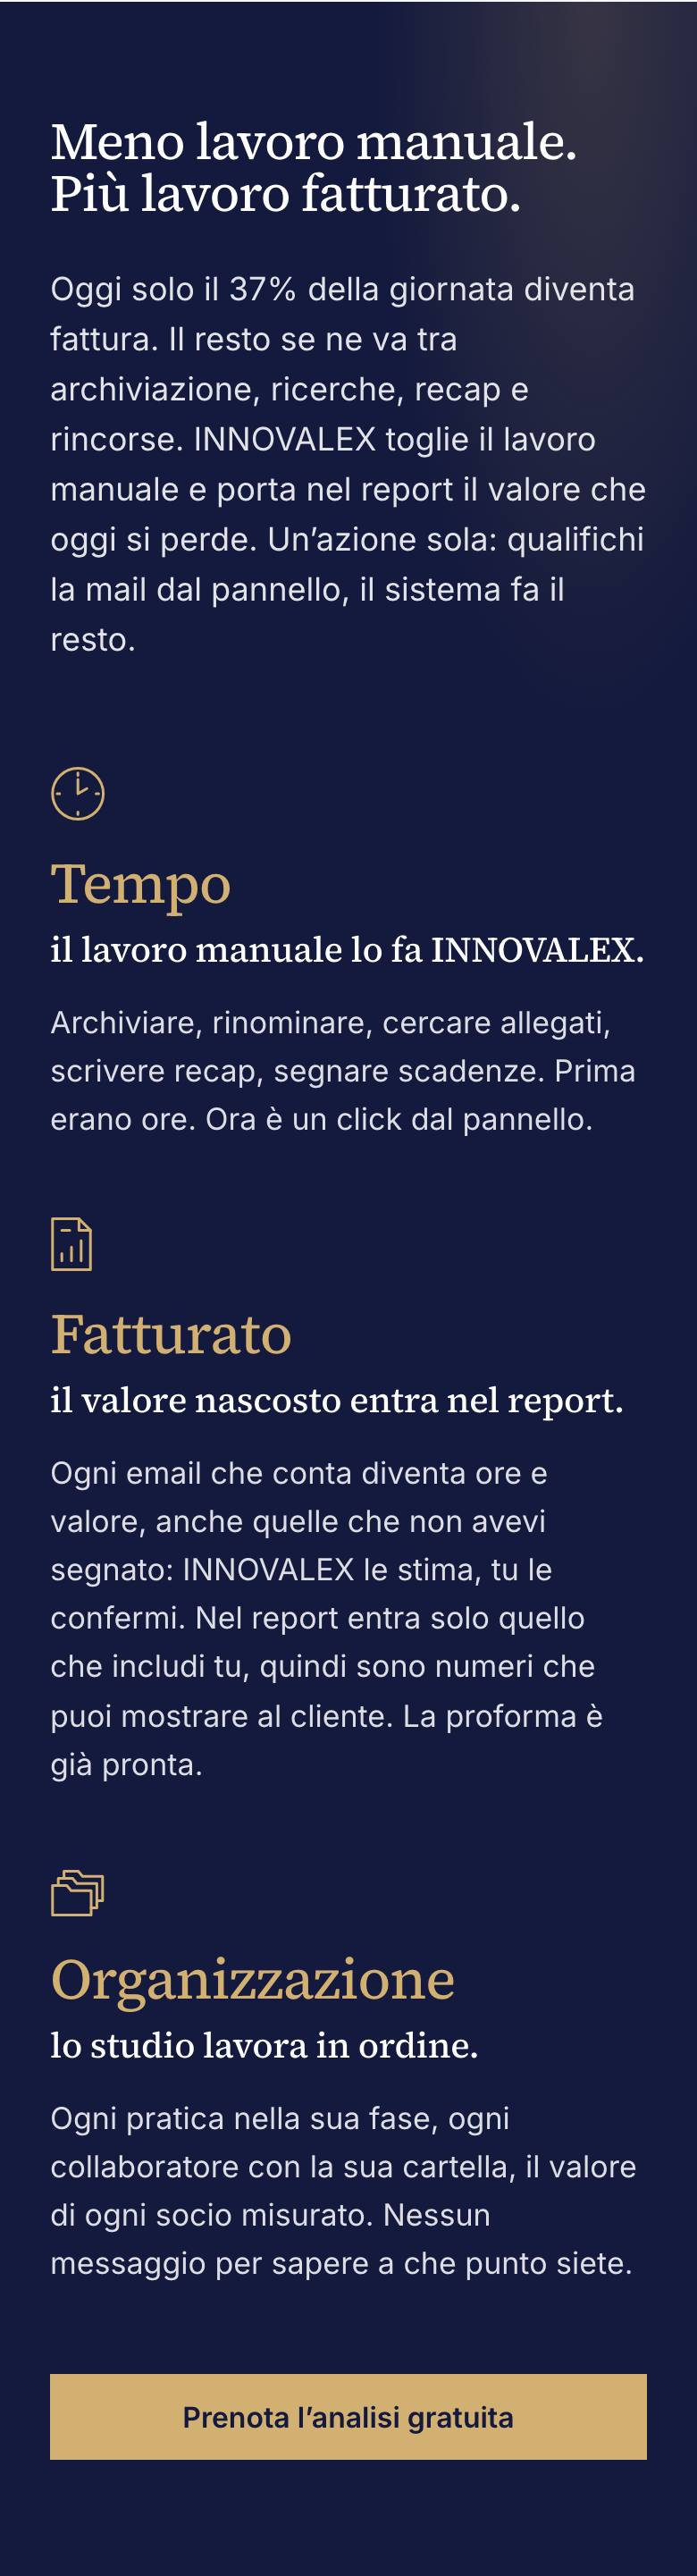 Meno lavoro manuale.
Più lavoro fatturato.
Oggi solo il 37% della giornata diventa
fattura. Il resto se ne va tra
archiviazione, ricerche, recap e
rincorse. INNOVALEX toglie il lavoro
manuale e porta nel report il valore che
oggi si perde. Un’azione sola: qualifichi
la mail dal pannello, il sistema fa il
resto.
Tempo
il lavoro manuale lo fa INNOVALEX.
Archiviare, rinominare, cercare allegati,
scrivere recap, segnare scadenze. Prima
erano ore. Ora è un click dal pannello.
Fatturato
il valore nascosto entra nel report.
Ogni email che conta diventa ore e
valore, anche quelle che non avevi
segnato: INNOVALEX le stima, tu le
confermi. Nel report entra solo quello
che includi tu, quindi sono numeri che
puoi mostrare al cliente. La proforma è
già pronta.
Organizzazione
lo studio lavora in ordine.
Ogni pratica nella sua fase, ogni
collaboratore con la sua cartella, il valore
di ogni socio misurato. Nessun
messaggio per sapere a che punto siete.
Prenota l’analisi gratuita